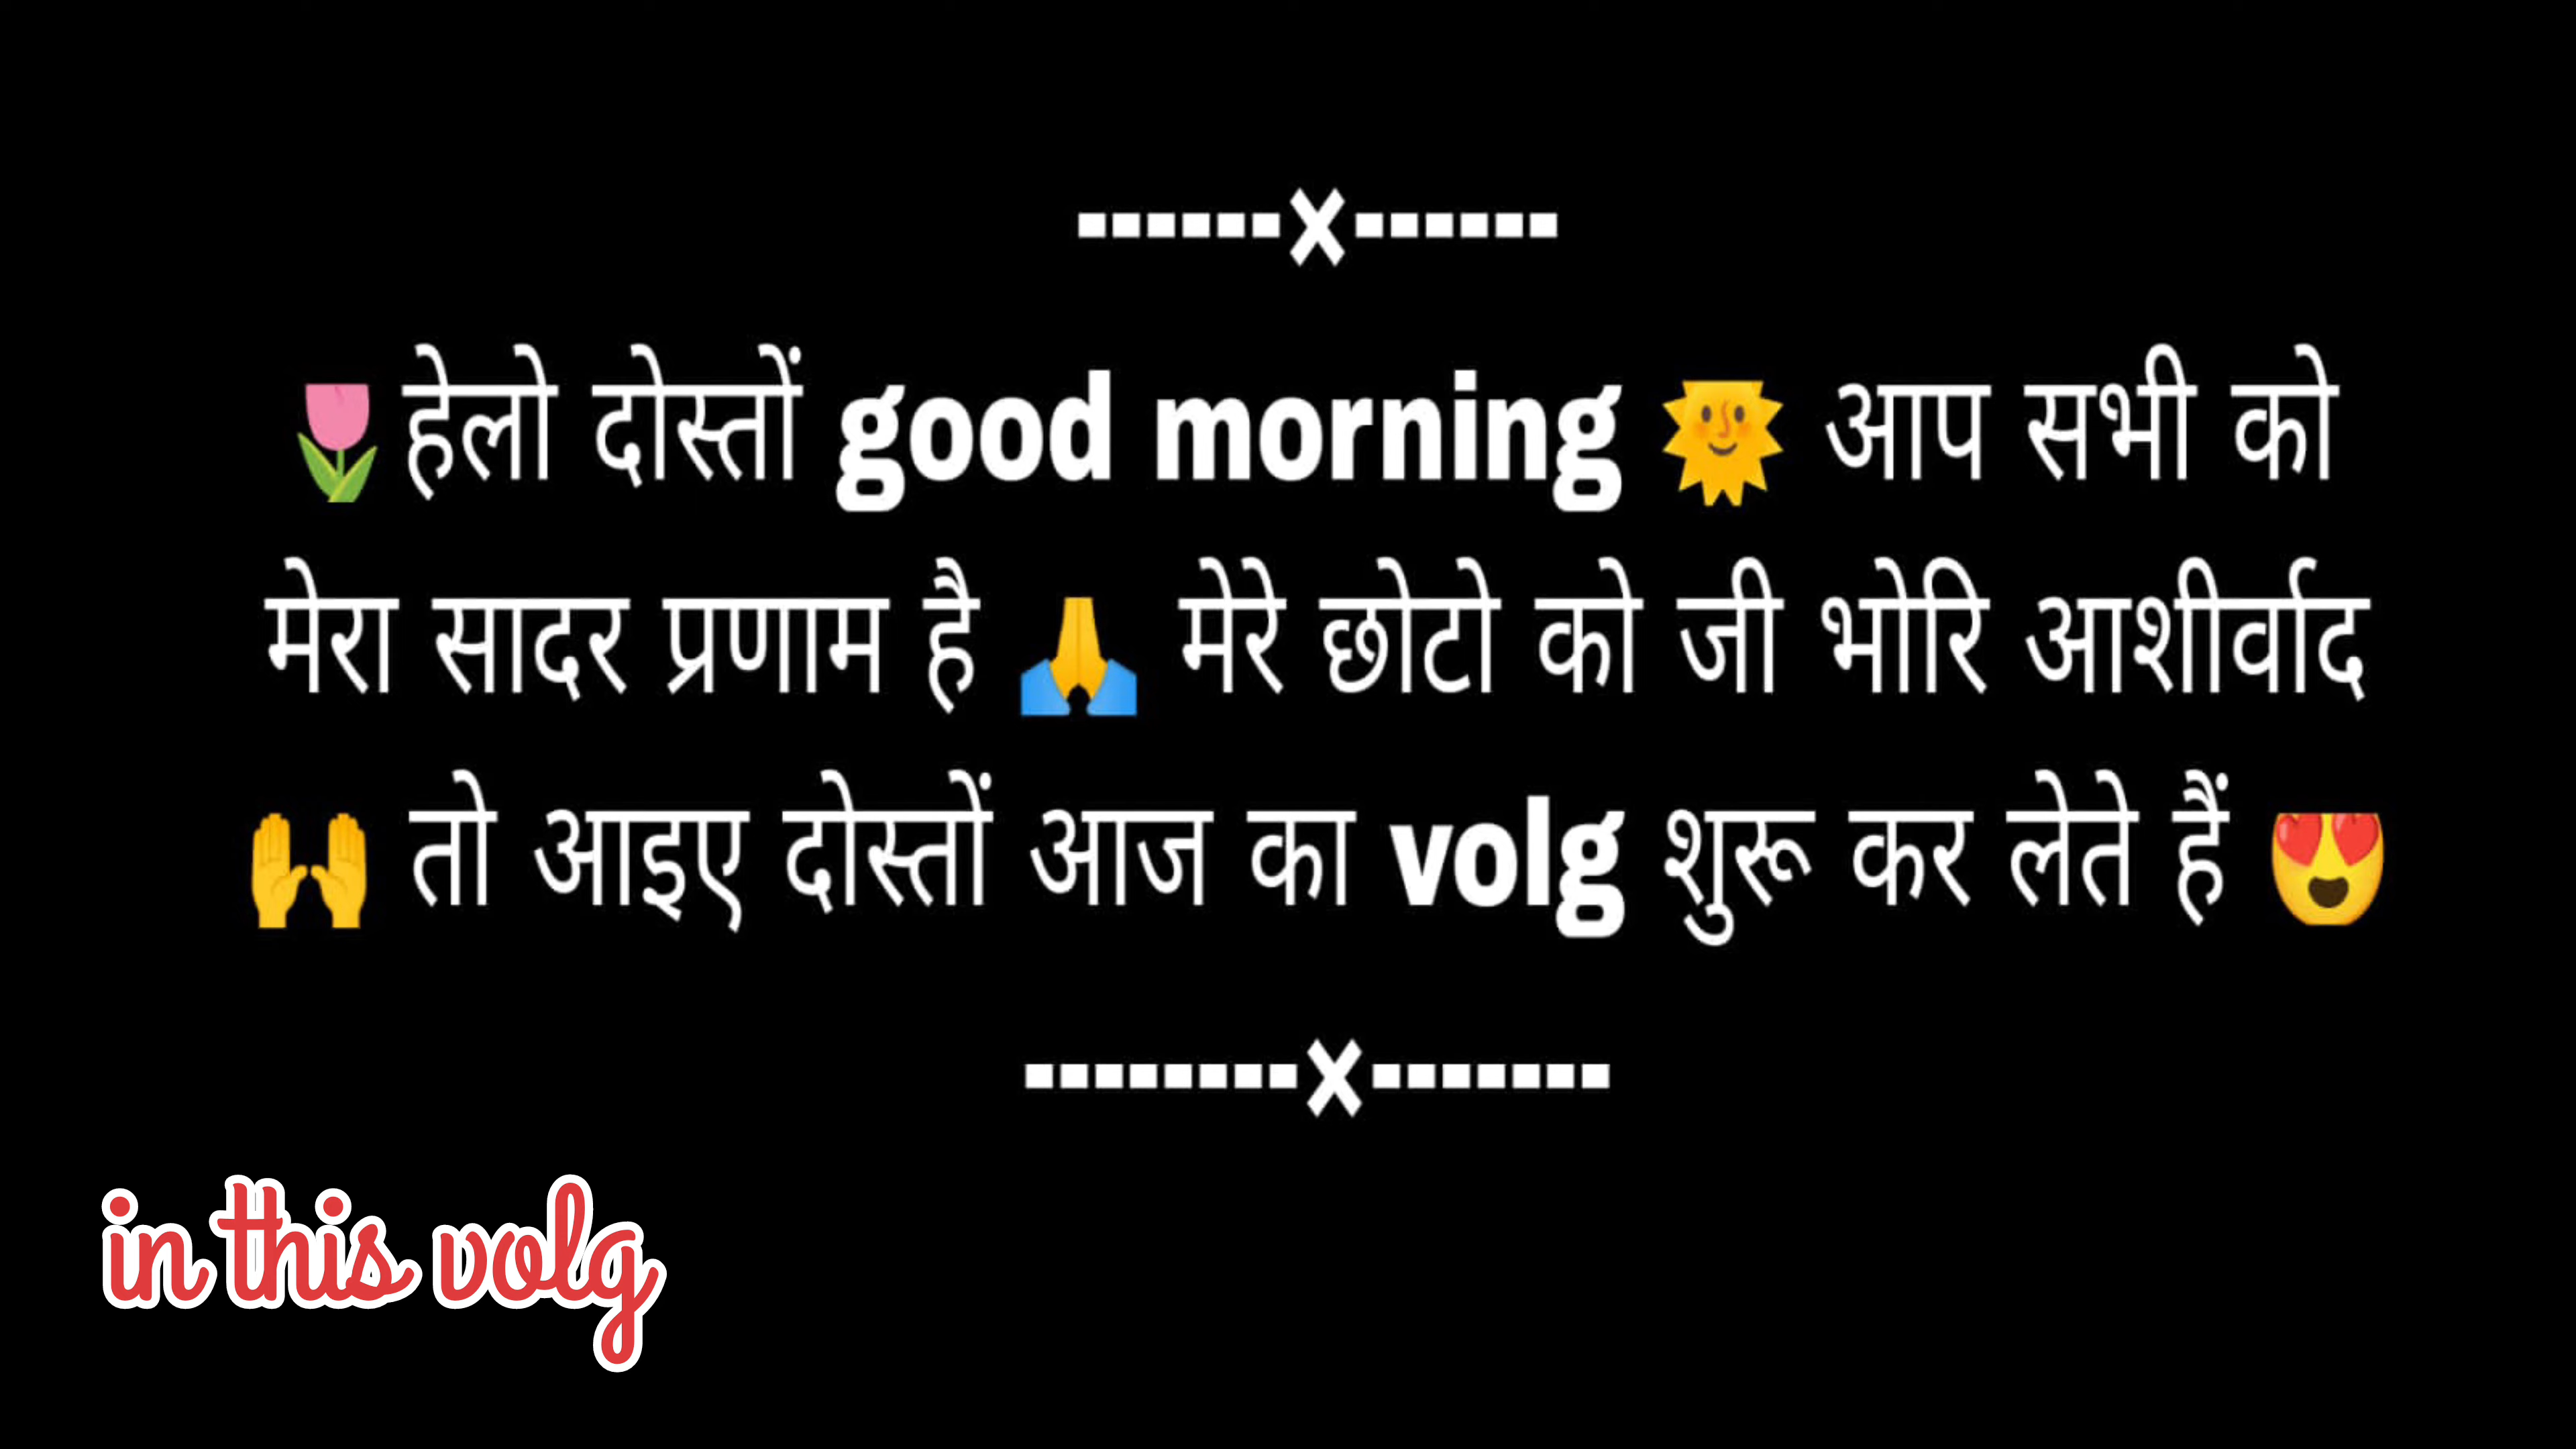 ------x------
🌷हेलो दोस्तों good morning 🌞 आप सभी को
मेरा सादर प्रणाम है 🙏 मेरे छोटो को जी भोरि आशीर्वाद
🙌 तो आइए दोस्तों आज का volg शुरू कर लेते हैं 😍
--------x-------
in this volg